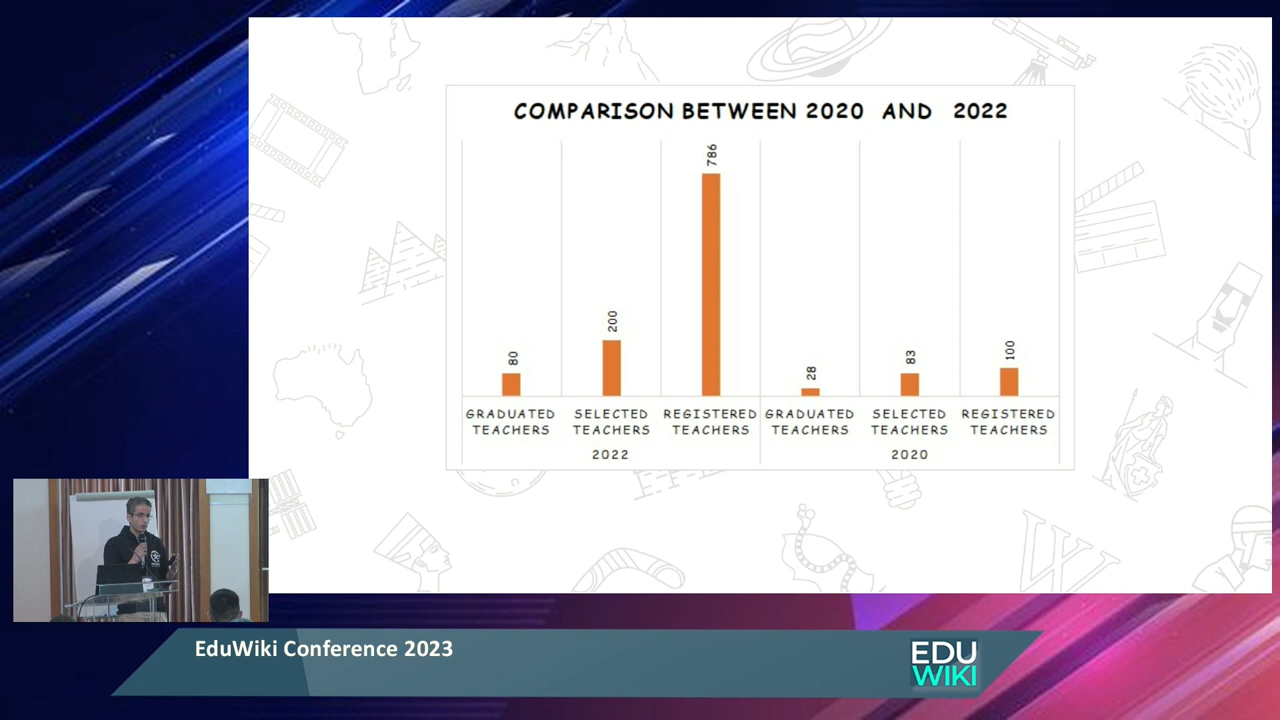 COMPARISON BETWEEN 2020 AND 2022
80
200
786
28
83
100
GRADUATED TEACHERS
SELECTED TEACHERS
REGISTERED TEACHERS
GRADUATED TEACHERS
SELECTED TEACHERS
REGISTERED TEACHERS
2022
2020
EduWiki Conference 2023
EDU
WIKI